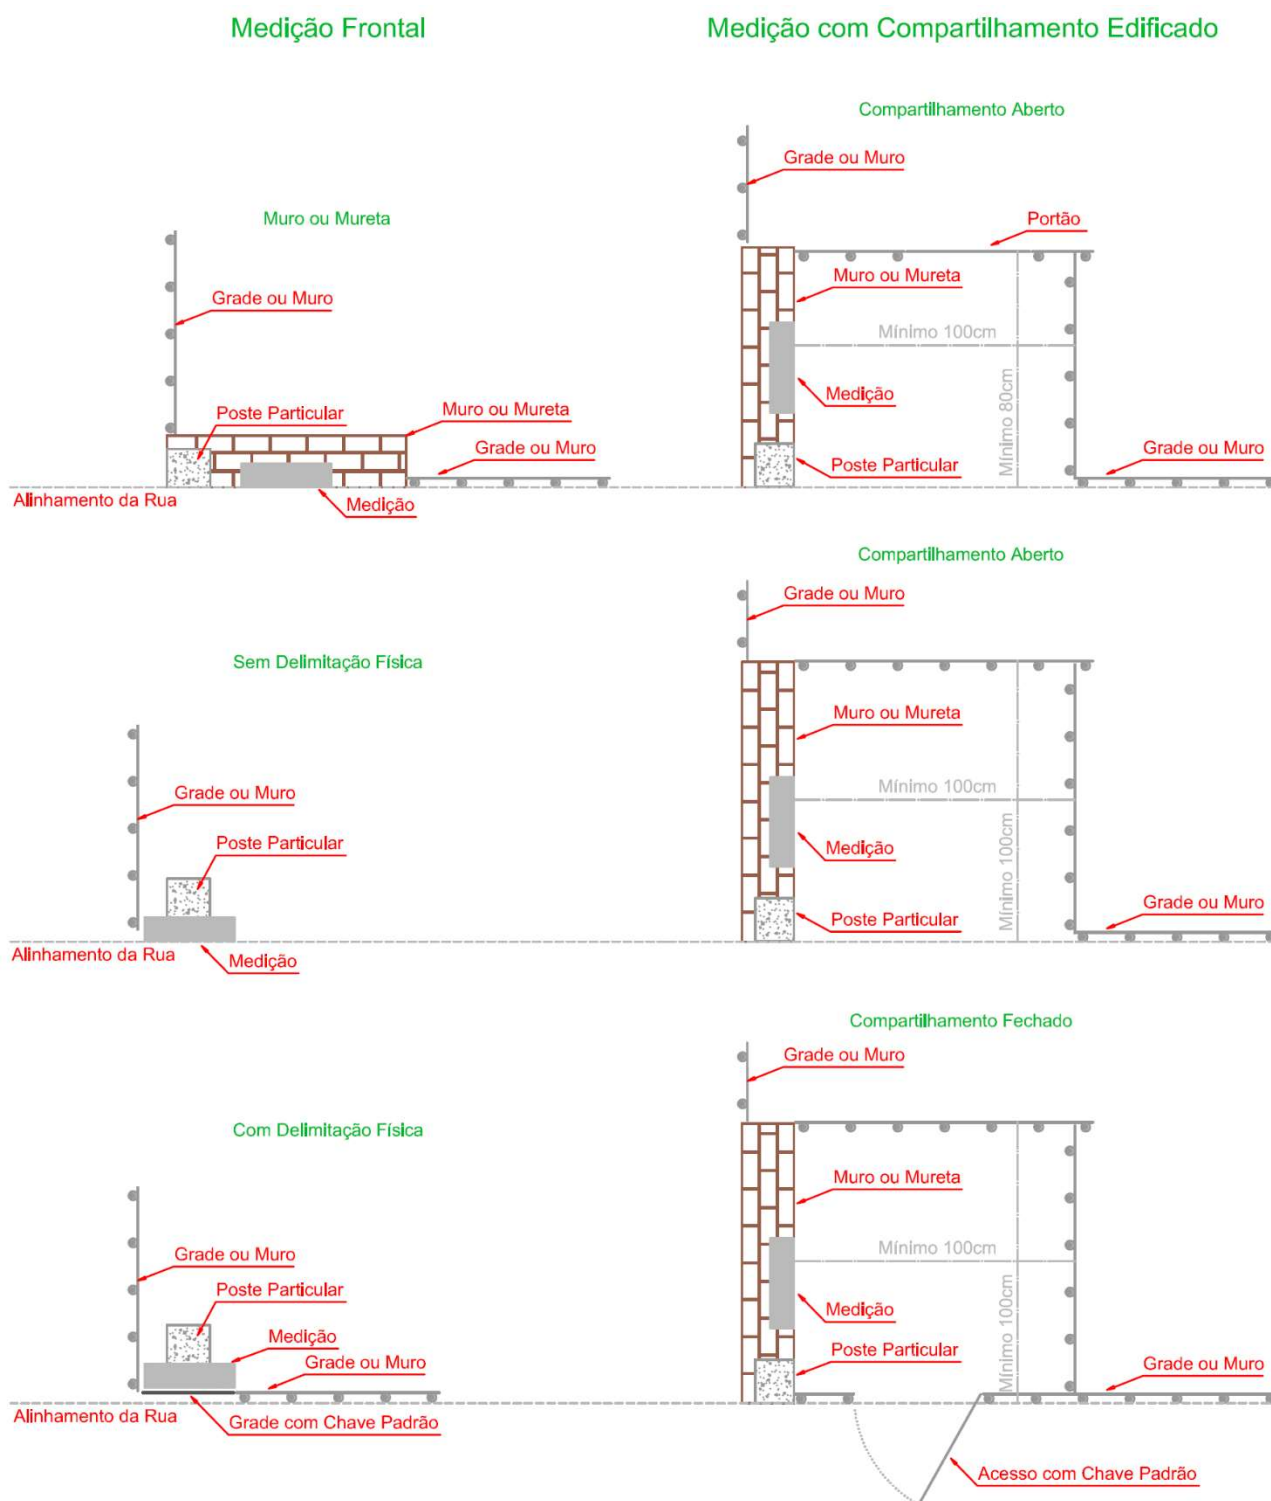 Medição Frontal
Medição com Compartilhamento Edificado
Muro ou Mureta
Grade ou Muro
Poste Particular
Muro ou Mureta
Grade ou Muro
Alinhamento da Rua
Medição
Compartilhamento Aberto
Grade ou Muro
Portão
Muro ou Mureta
Mínimo 100cm
Medição
Mínimo 80cm
Poste Particular
Grade ou Muro
Sem Delimitação Física
Grade ou Muro
Poste Particular
Alinhamento da Rua
Medição
Compartilhamento Aberto
Grade ou Muro
Muro ou Mureta
Mínimo 100cm
Medição
Mínimo 100cm
Poste Particular
Grade ou Muro
Com Delimitação Física
Grade ou Muro
Poste Particular
Medição
Grade ou Muro
Alinhamento da Rua
Grade com Chave Padrão
Compartilhamento Fechado
Grade ou Muro
Muro ou Mureta
Mínimo 100cm
Medição
Mínimo 100cm
Poste Particular
Grade ou Muro
Acesso com Chave Padrão